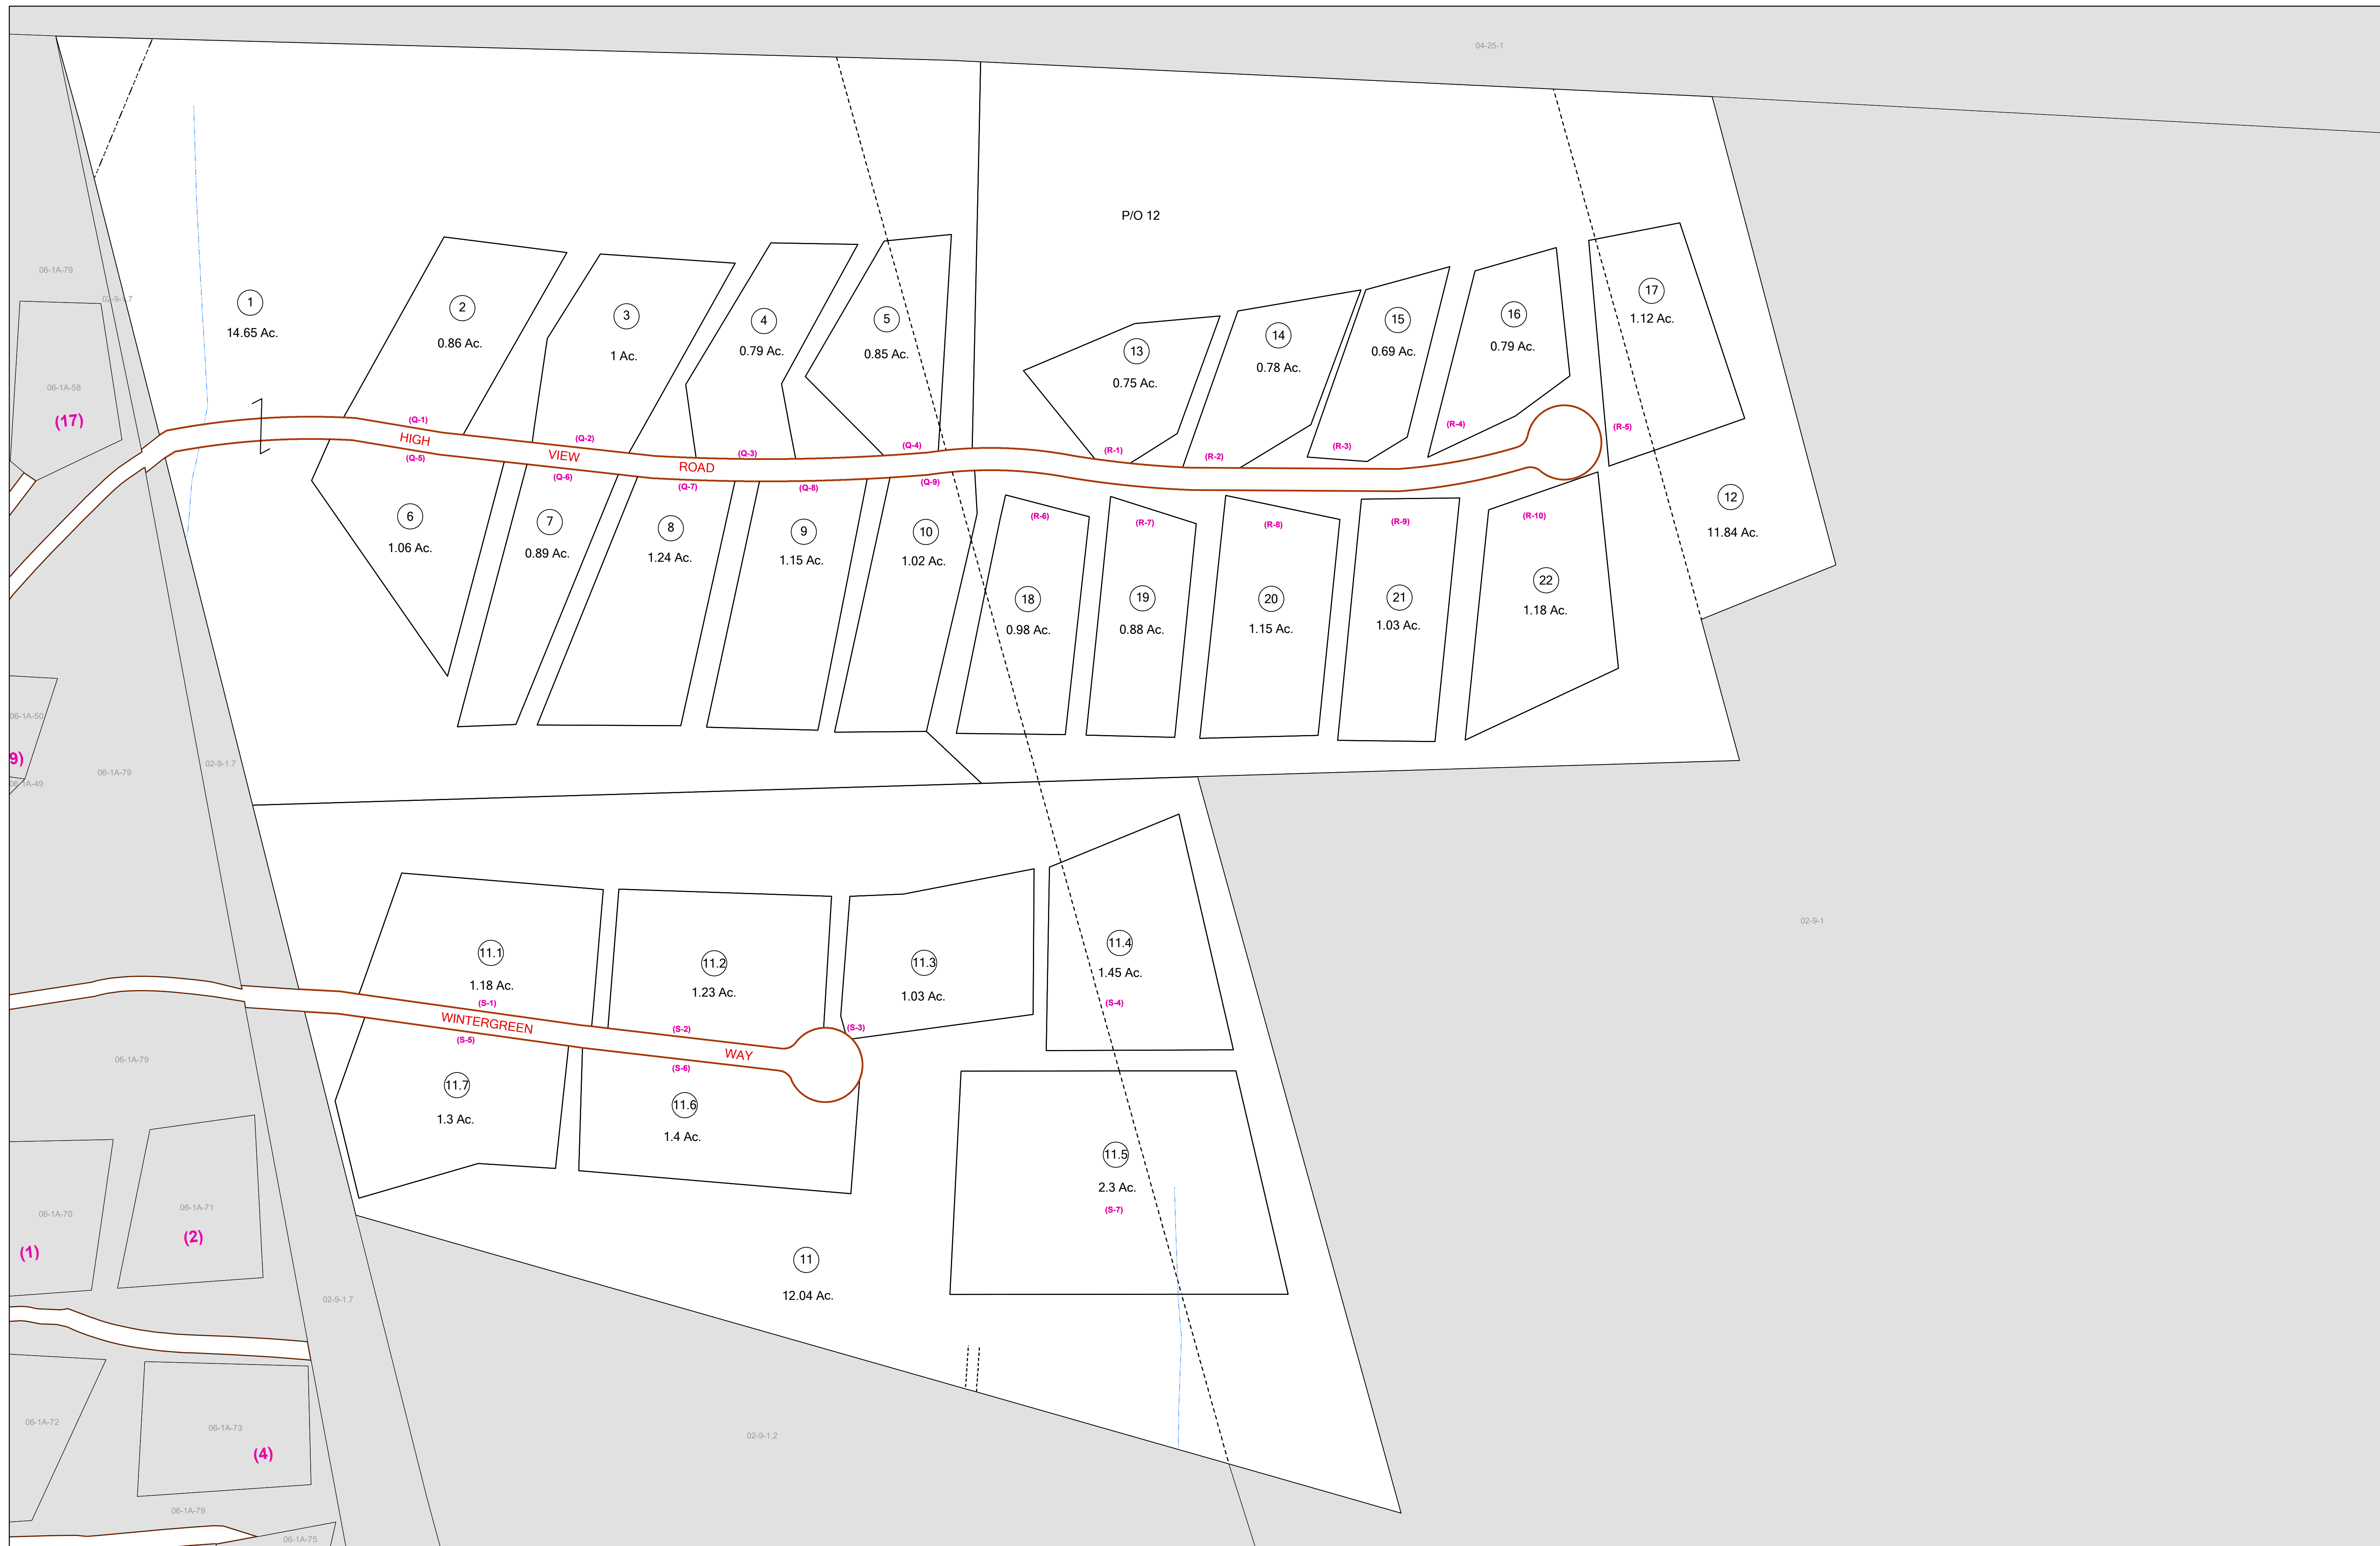 04-25-1
P/O 12
06-1A-79
02-9-1.7
1
14.65 Ac.
2
0.86 Ac.
3
1 Ac.
4
0.79 Ac.
5
0.85 Ac.
13
0.75 Ac.
14
0.78 Ac.
15
0.69 Ac.
16
0.79 Ac.
17
1.12 Ac.
06-1A-58
(17)
(Q-1)
(Q-2)
(Q-3)
(Q-4)
(R-1)
(R-2)
(R-3)
(R-4)
(R-5)
HIGH VIEW ROAD
(Q-5)
(Q-6)
(Q-7)
(Q-8)
(Q-9)
(R-6)
(R-7)
(R-8)
(R-9)
(R-10)
6
1.06 Ac.
7
0.89 Ac.
8
1.24 Ac.
9
1.15 Ac.
10
1.02 Ac.
12
11.84 Ac.
18
0.98 Ac.
19
0.88 Ac.
20
1.15 Ac.
21
1.03 Ac.
22
1.18 Ac.
06-1A-50
9)
06-1A-49
06-1A-79
02-9-1.7
02-9-1
11.1
1.18 Ac.
(S-1)
11.2
1.23 Ac.
(S-2)
11.3
1.03 Ac.
(S-3)
11.4
1.45 Ac.
(S-4)
WINTERGREEN WAY
(S-5)
(S-6)
06-1A-79
11.7
1.3 Ac.
11.6
1.4 Ac.
11.5
2.3 Ac.
(S-7)
06-1A-70
(1)
06-1A-71
(2)
11
12.04 Ac.
02-9-1.7
06-1A-72
06-1A-73
(4)
02-9-1.2
06-1A-79
06-1A-75